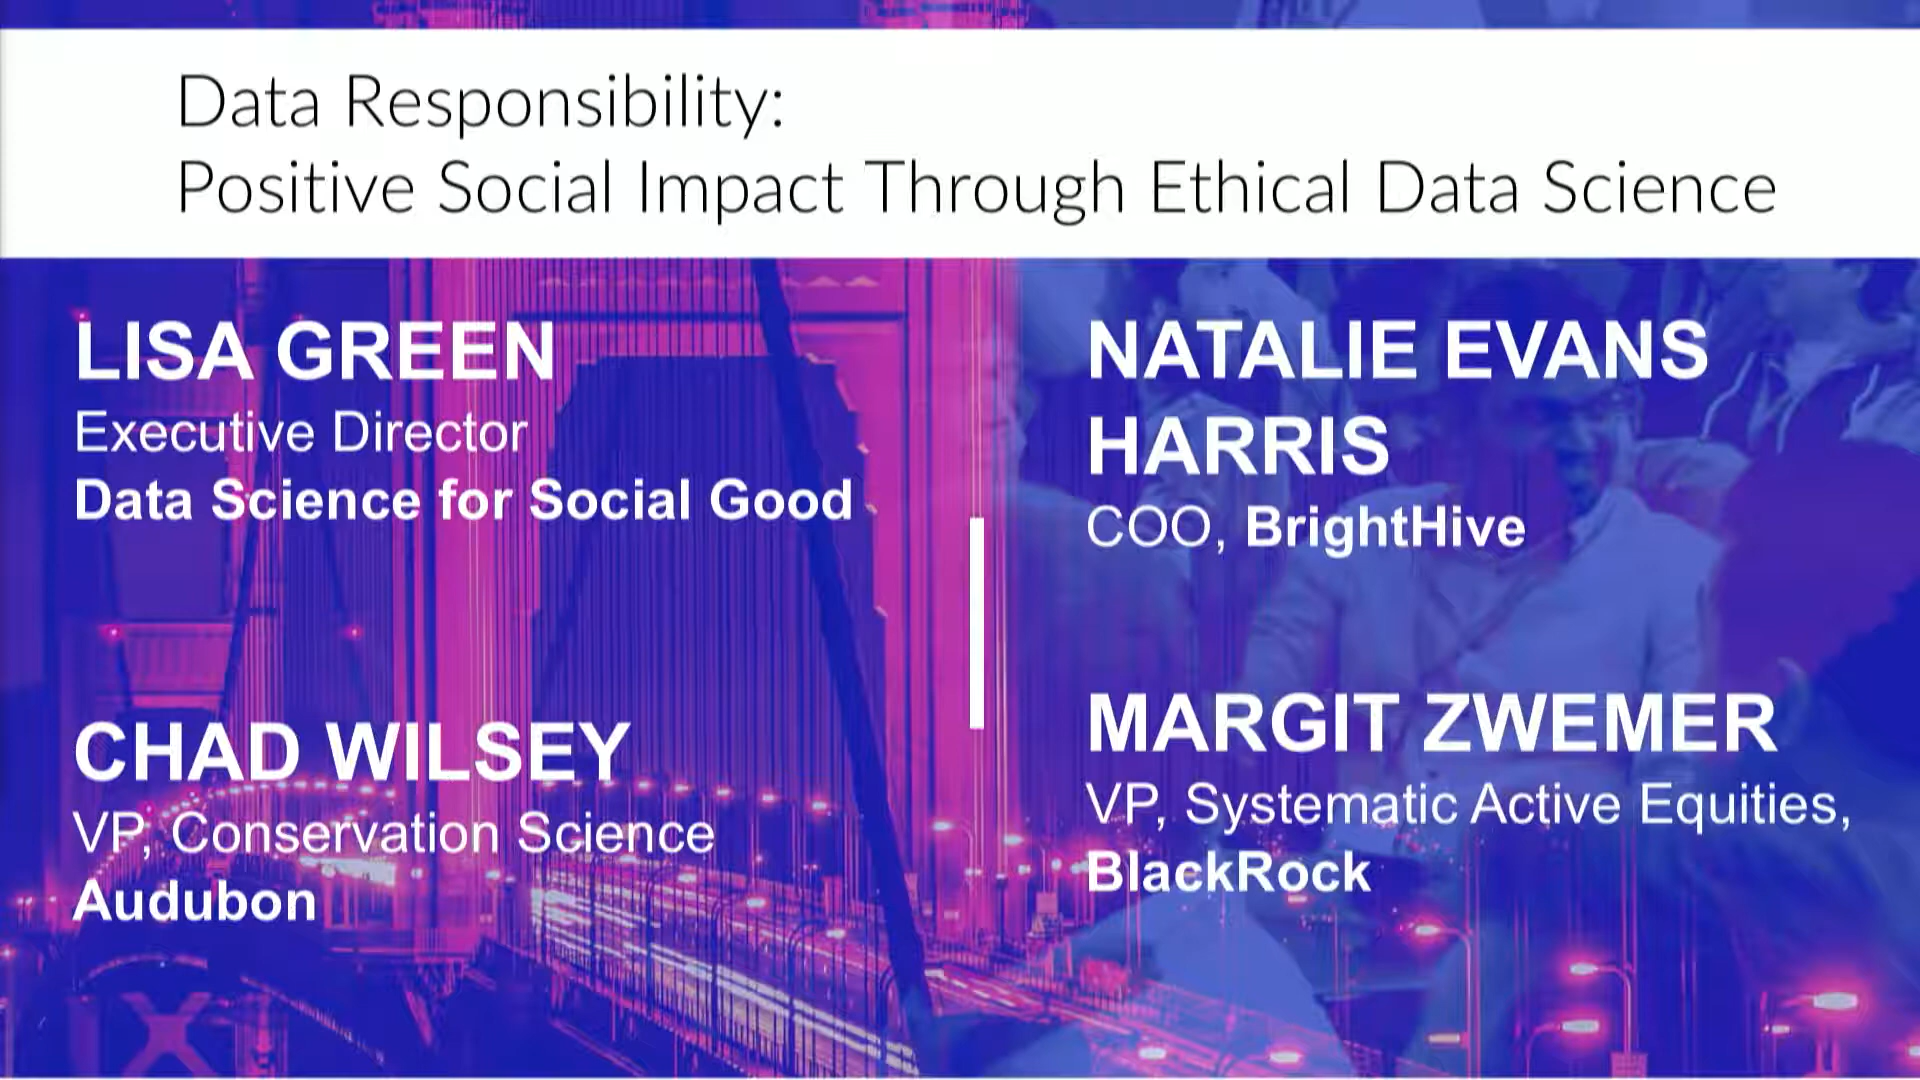 Data Responsibility:
Positive Social Impact Through Ethical Data Science
LISA GREEN
Executive Director
Data Science for Social Good
CHAD WILSEY
VP, Conservation Science
Audubon
NATALIE EVANS
HARRIS
COO, BrightHive
MARGIT ZWEMER
VP, Systematic Active Equities,
BlackRock